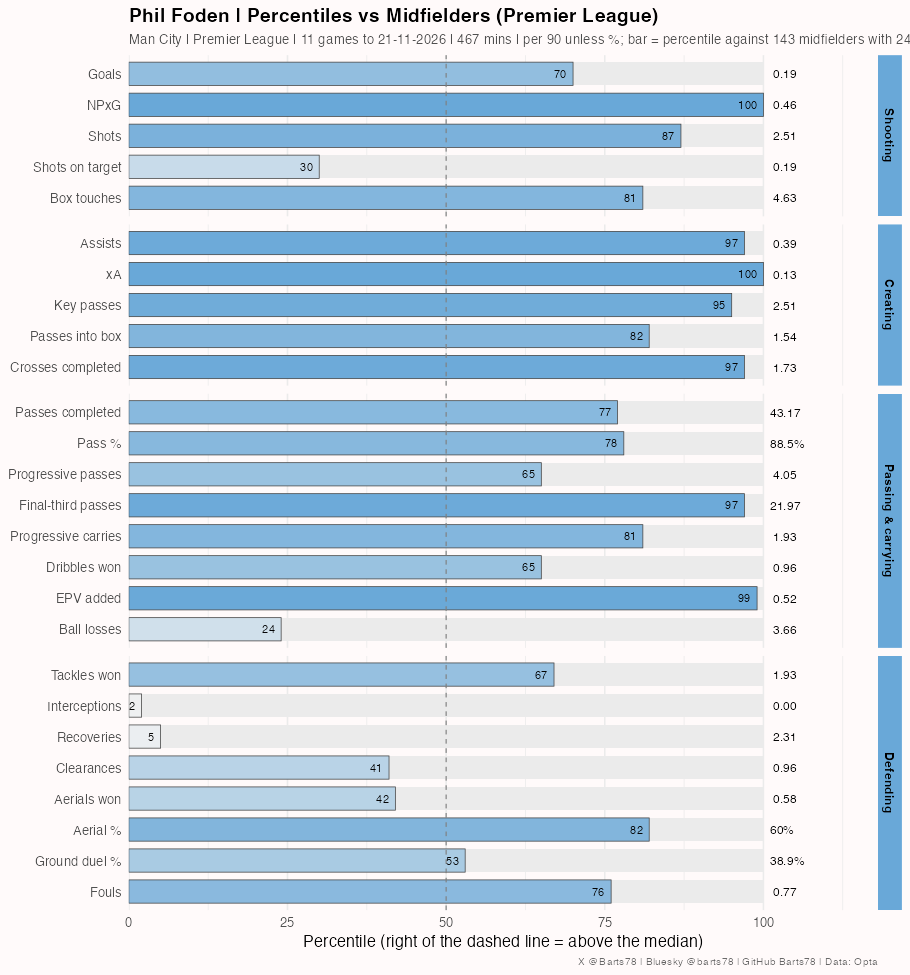 Phil Foden | Percentiles vs Midfielders (Premier League)
Man City | Premier League | 11 games to 21-11-2026 | 467 mins | per 90 unless %; bar = percentile against 143 midfielders with 24
Goals 70 0.19
NPxG 100 0.46
Shots 87 2.51
Shots on target 30 0.19
Box touches 81 4.63
Shooting
Assists 97 0.39
xA 100 0.13
Key passes 95 2.51
Passes into box 82 1.54
Crosses completed 97 1.73
Creating
Passes completed 77 43.17
Pass % 78 88.5%
Progressive passes 65 4.05
Final-third passes 97 21.97
Progressive carries 81 1.93
Dribbles won 65 0.96
EPV added 99 0.52
Ball losses 24 3.66
Passing & carrying
Tackles won 67 1.93
Interceptions 2 0.00
Recoveries 5 2.31
Clearances 41 0.96
Aerials won 42 0.58
Aerial % 82 60%
Ground duel % 53 38.9%
Fouls 76 0.77
Defending
0 25 50 75 100
Percentile (right of the dashed line = above the median)
X @Barts78 | Bluesky @barts78 | GitHub Barts78 | Data: Opta